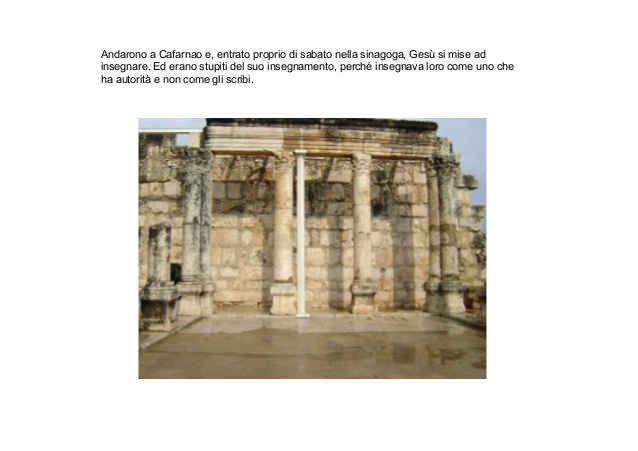 Andarono a Cafarnao e, entrato proprio di sabato nella sinagoga, Gesù si mise ad
insegnare. Ed erano stupiti del suo insegnamento, perché insegnava loro come uno che
ha autorità e non come gli scribi.